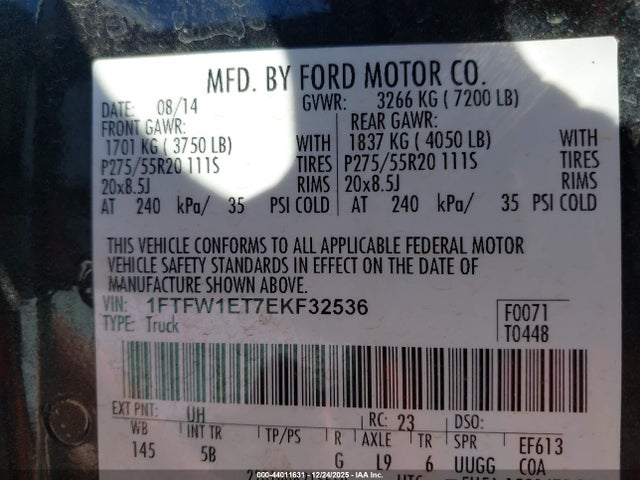 MFD. BY FORD MOTOR CO.
DATE: 08/14 GVWR: 3266 KG ( 7200 LB)
FRONT GAWR: REAR GAWR:
1701 KG ( 3750 LB) WITH 1837 KG ( 4050 LB) WITH
P275/55R20 111S TIRES P275/55R20 111S TIRES
20x8.5J RIMS 20x8.5J RIMS
AT 240 kPa/ 35 PSI COLD AT 240 kPa/ 35 PSI COLD
THIS VEHICLE CONFORMS TO ALL APPLICABLE FEDERAL MOTOR
VEHICLE SAFETY STANDARDS IN EFFECT ON THE DATE OF
MANUFACTURE SHOWN ABOVE.
VIN: 1FTFW1ET7EKF32536 F0071
TYPE: Truck T0448
EXT PNT: UH RC: 23 DSO:
WB INT TR TP/PS R AXLE TR SPR EF613
145 5B G L9 6 UUGG COA
000-44011631 - 12/24/2025 - IAA Inc.